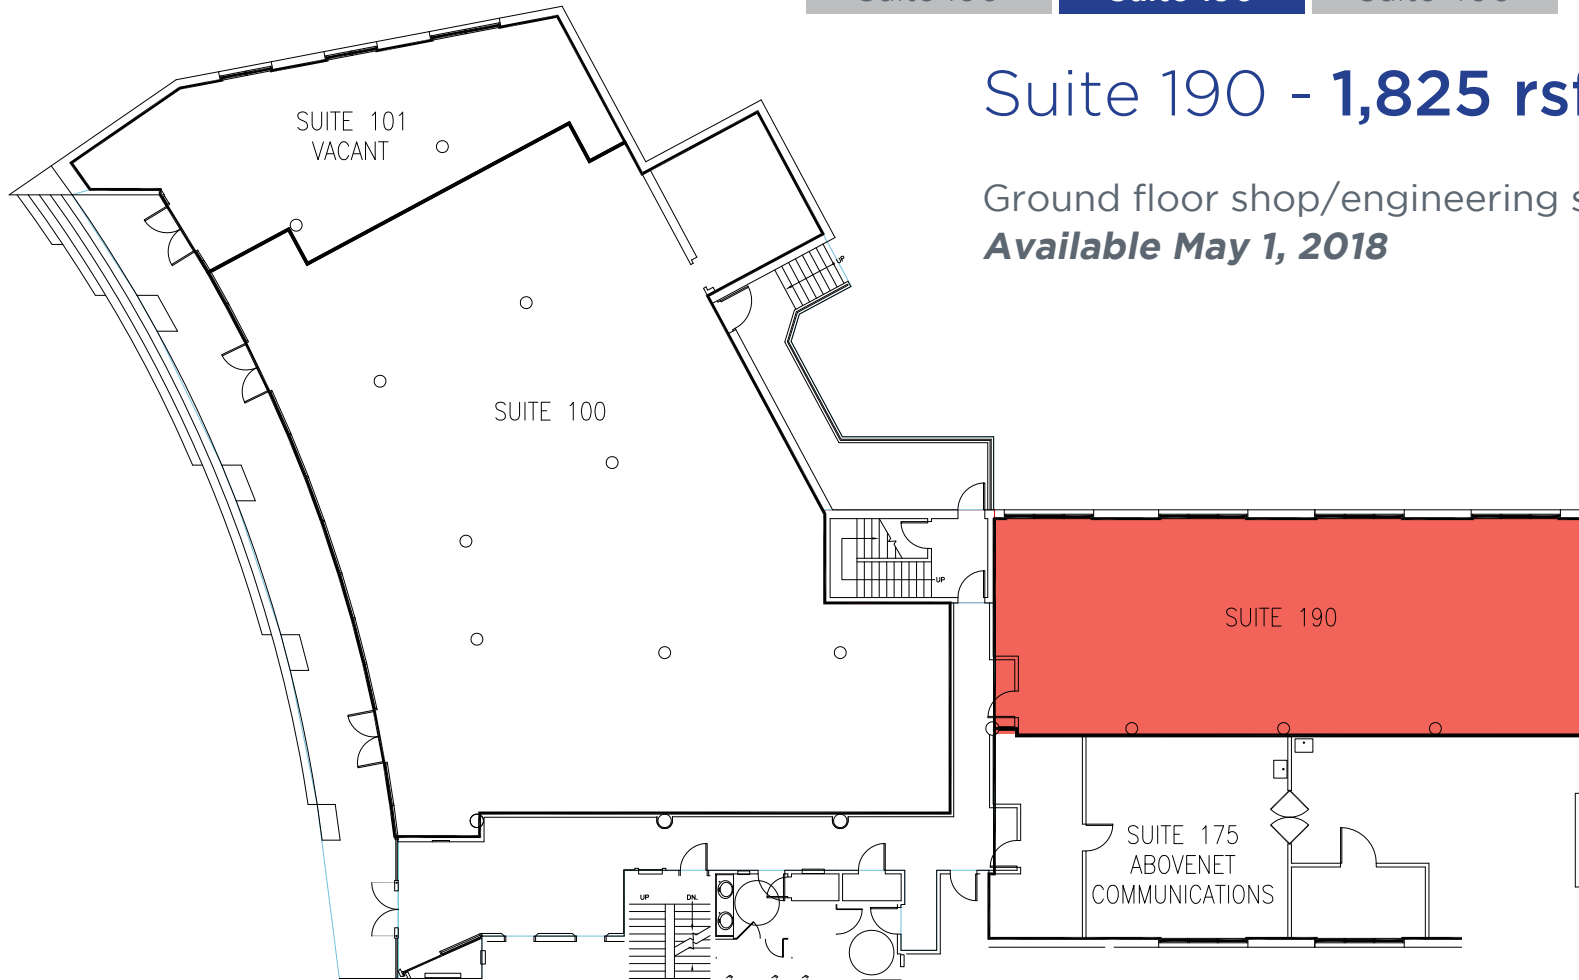 Suite 190 - 1,825 rsf
Ground floor shop/engineering s
Available May 1, 2018
SUITE 101
VACANT
UP
SUITE 100
UP
SUITE 190
SUITE 175
ABOVENET
COMMUNICATIONS
UP DN.